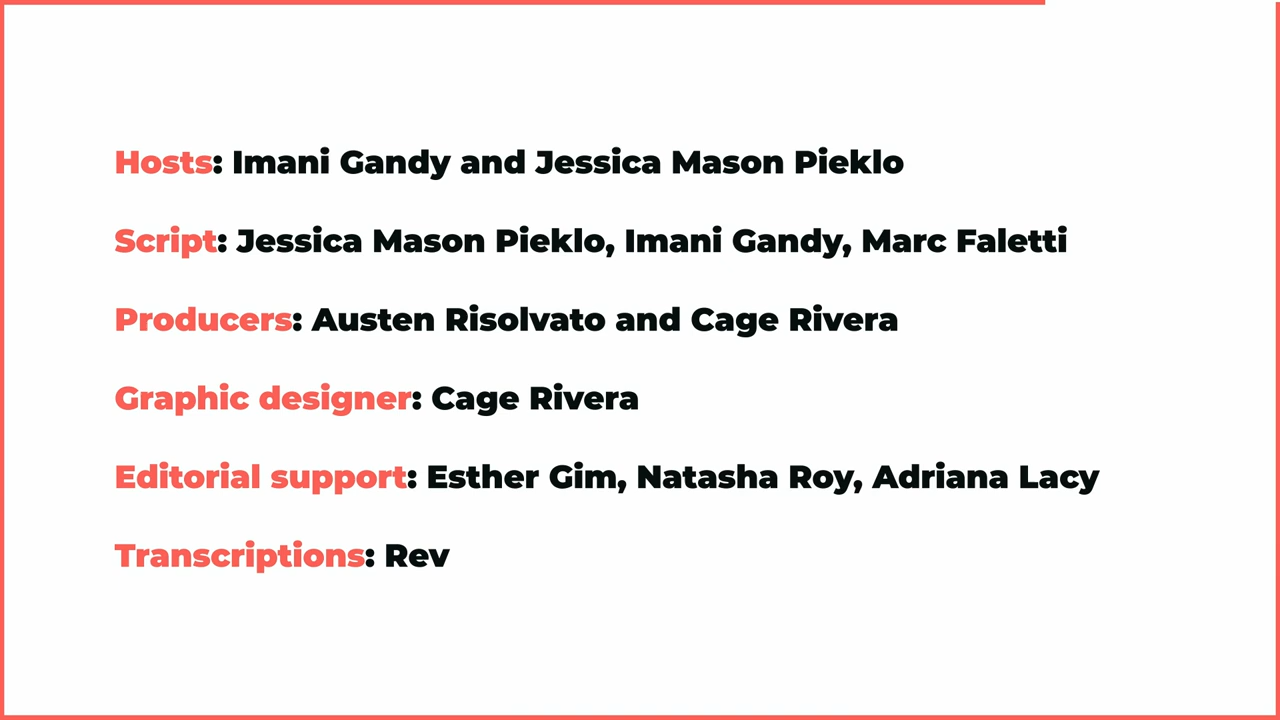 Hosts: Imani Gandy and Jessica Mason Pieklo
Script: Jessica Mason Pieklo, Imani Gandy, Marc Faletti
Producers: Austen Risolvato and Cage Rivera
Graphic designer: Cage Rivera
Editorial support: Esther Gim, Natasha Roy, Adriana Lacy
Transcriptions: Rev